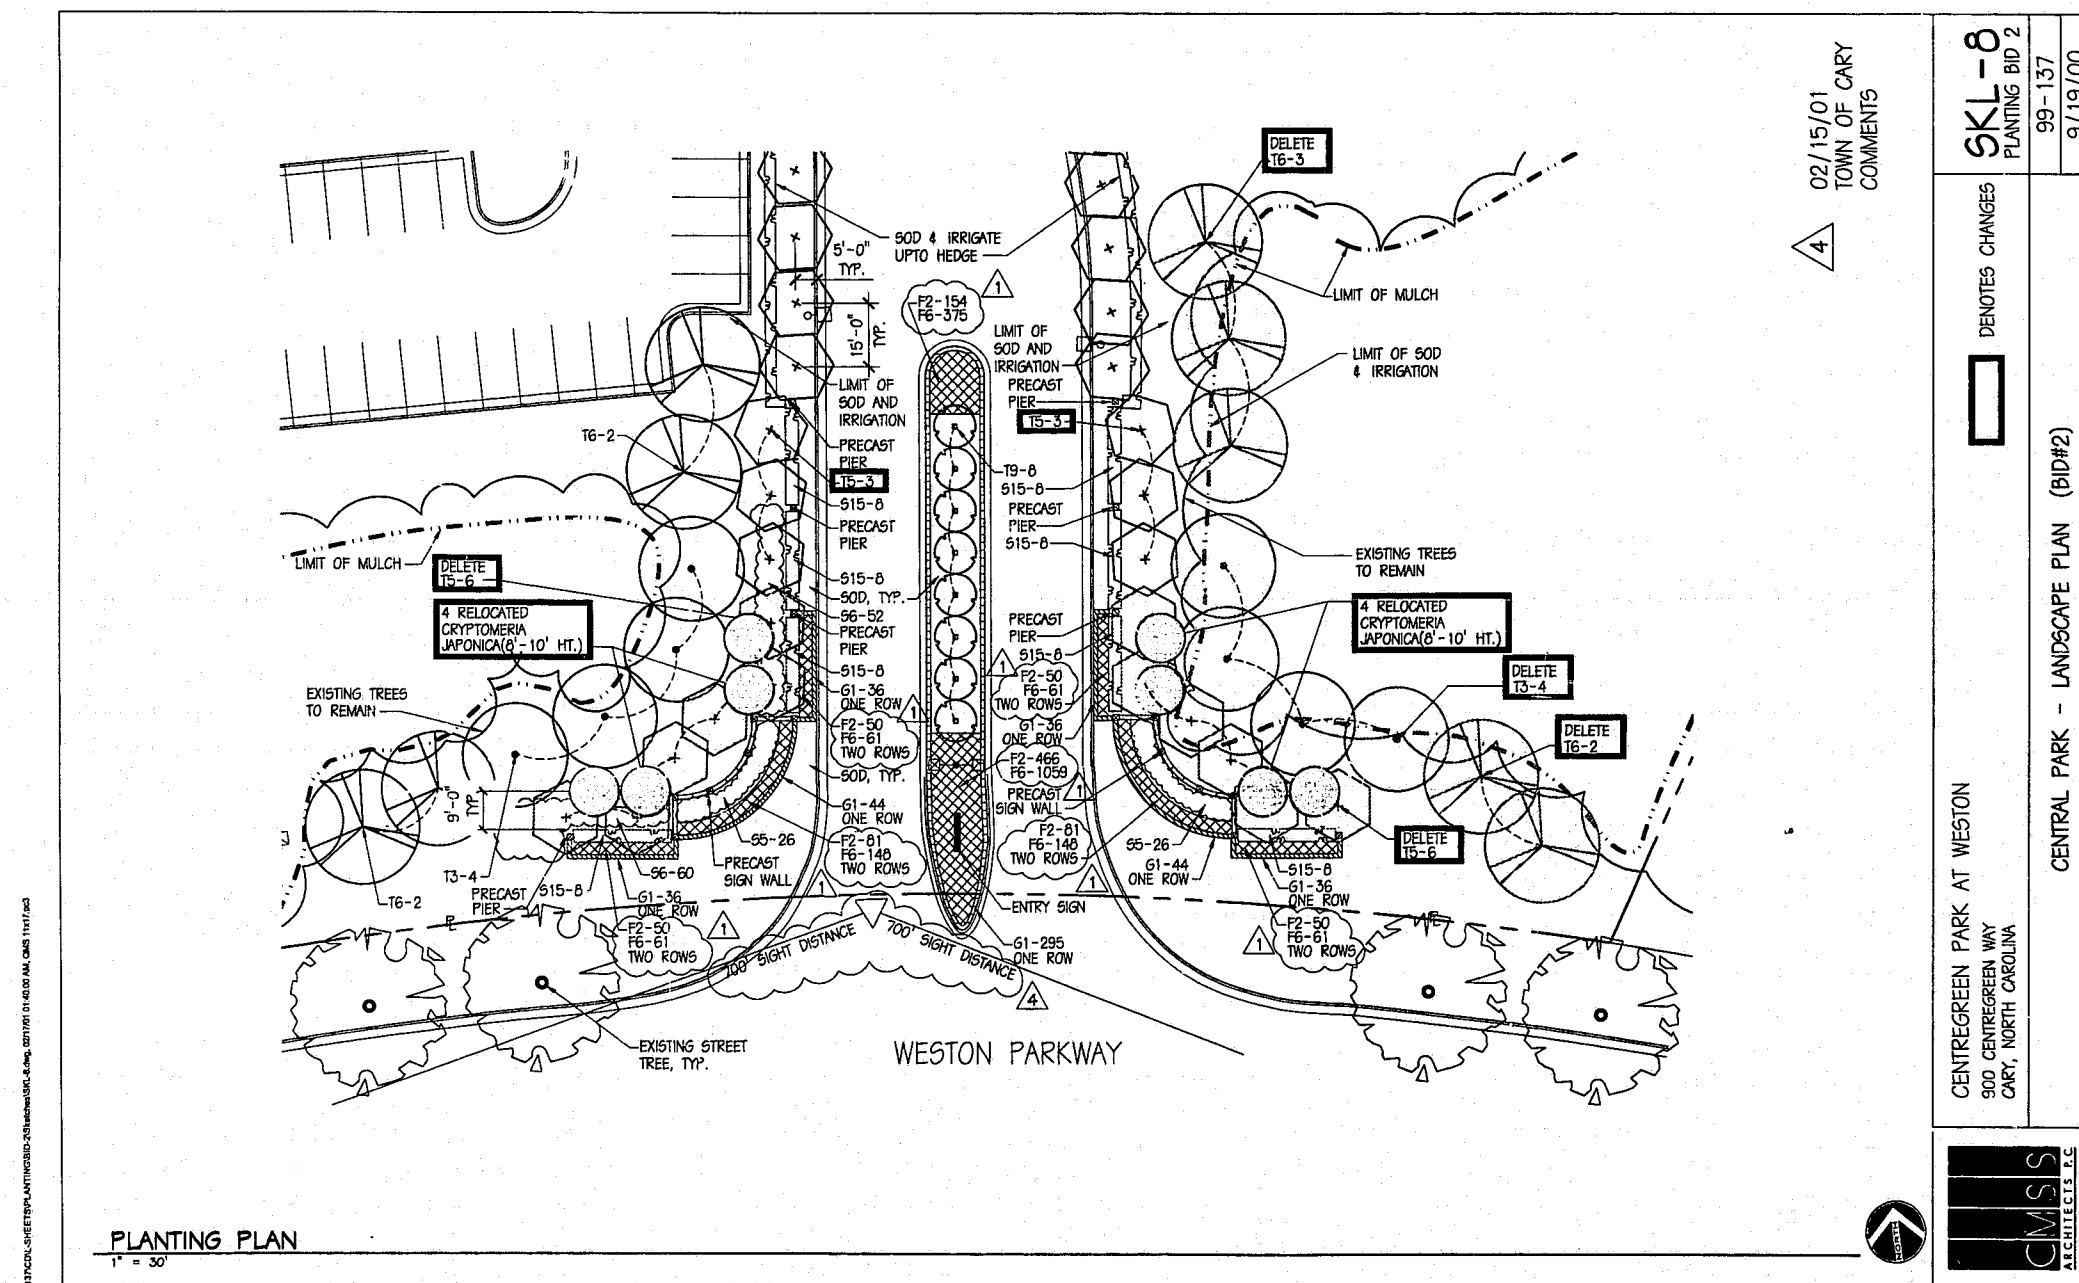 DELETE
T6-3
SOD & IRRIGATE
UPTO HEDGE
5'-0"
TYP.
15'-0"
TYP.
F2-154
F6-375
1
LIMIT OF
SOD AND
IRRIGATION
PRECAST
PIER
T5-3
LIMIT OF MULCH
LIMIT OF SOD
& IRRIGATION
LIMIT OF
SOD AND
IRRIGATION
PRECAST
PIER
T5-3
S15-8
PRECAST
PIER
S15-8
SOD, TYP.
S6-52
PRECAST
PIER
S15-8
G1-36
ONE ROW
1
F2-50
F6-61
TWO ROWS
SOD, TYP.
G1-44
ONE ROW
F2-81
F6-148
TWO ROWS
1
T6-2
T9-8
S15-8
PRECAST
PIER
S15-8
PRECAST
PIER
S15-8
1
F2-50
F6-61
TWO ROWS
G1-36
ONE ROW
F2-466
F6-1059
PRECAST
SIGN WALL
1
F2-81
F6-148
TWO ROWS
1
LIMIT OF MULCH
DELETE
T5-6
4 RELOCATED
CRYPTOMERIA
JAPONICA(8'-10' HT.)
EXISTING TREES
TO REMAIN
EXISTING TREES
TO REMAIN
4 RELOCATED
CRYPTOMERIA
JAPONICA(8'-10' HT.)
DELETE
T3-4
DELETE
T6-2
DELETE
T5-6
9'-0"
TYP
T3-4
T6-2
PRECAST
PIER
S15-8
S6-60
G1-36
ONE ROW
F2-50
F6-61
TWO ROWS
1
S5-26
PRECAST
SIGN WALL
S5-26
G1-44
ONE ROW
S15-8
G1-36
ONE ROW
1
F2-50
F6-61
TWO ROWS
ENTRY SIGN
G1-295
ONE ROW
SIGHT DISTANCE
700' SIGHT DISTANCE
4
EXISTING STREET
TREE, TYP.
WESTON PARKWAY
PLANTING PLAN
1" = 30'
NORTH
4
02/15/01
TOWN OF CARY
COMMENTS
SKL-8
PLANTING BID 2
99-137
9/19/00
DENOTES CHANGES
CENTRAL PARK - LANDSCAPE PLAN (BID#2)
CENTREGREEN PARK AT WESTON
900 CENTREGREEN WAY
CARY, NORTH CAROLINA
CMSS
ARCHITECTS P.C.